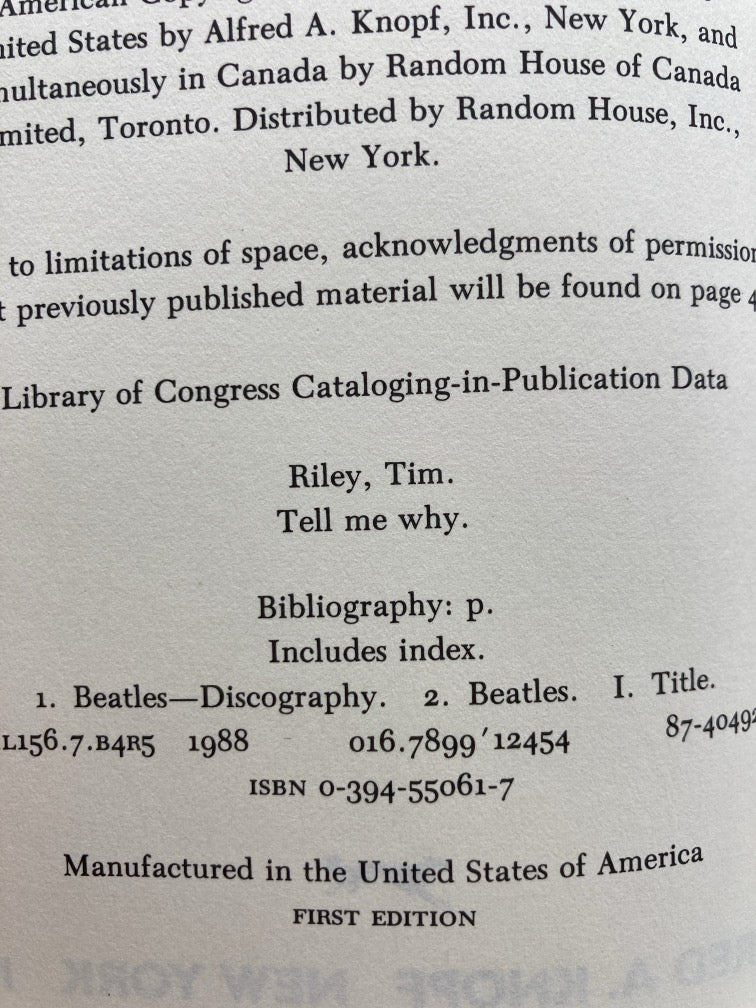 American
nited States by Alfred A. Knopf, Inc., New York, and
multaneously in Canada by Random House of Canada
mited, Toronto. Distributed by Random House, Inc.,
New York.
to limitations of space, acknowledgments of permission
t previously published material will be found on page 4
Library of Congress Cataloging-in-Publication Data
Riley, Tim.
Tell me why.
Bibliography: p.
Includes index.
1. Beatles—Discography. 2. Beatles. I. Title.
L156.7.B4R5 1988 016.7899′12454 87-40492
ISBN 0-394-55061-7
Manufactured in the United States of America
FIRST EDITION